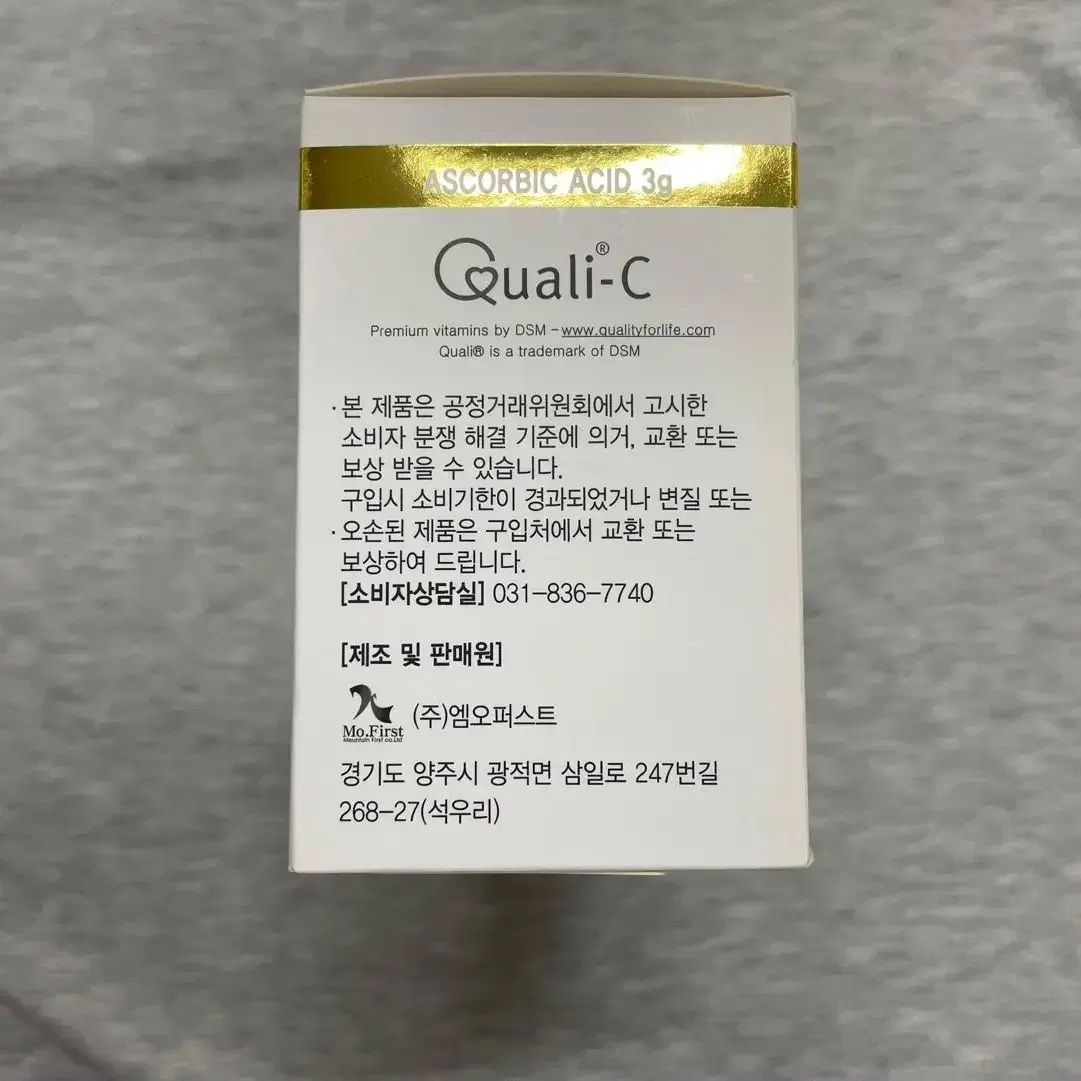 ASCORBIC ACID 3g
Quali®-C
Premium vitamins by DSM - www.qualityforlife.com
Quali® is a trademark of DSM
· 본 제품은 공정거래위원회에서 고시한
소비자 분쟁 해결 기준에 의거, 교환 또는
보상 받을 수 있습니다.
구입시 소비기한이 경과되었거나 변질 또는
· 오손된 제품은 구입처에서 교환 또는
보상하여 드립니다.
[소비자상담실] 031-836-7740
[제조 및 판매원]
Mo.First
Mountain First co.Ltd
(주)엠오퍼스트
경기도 양주시 광적면 삼일로 247번길
268-27(석우리)